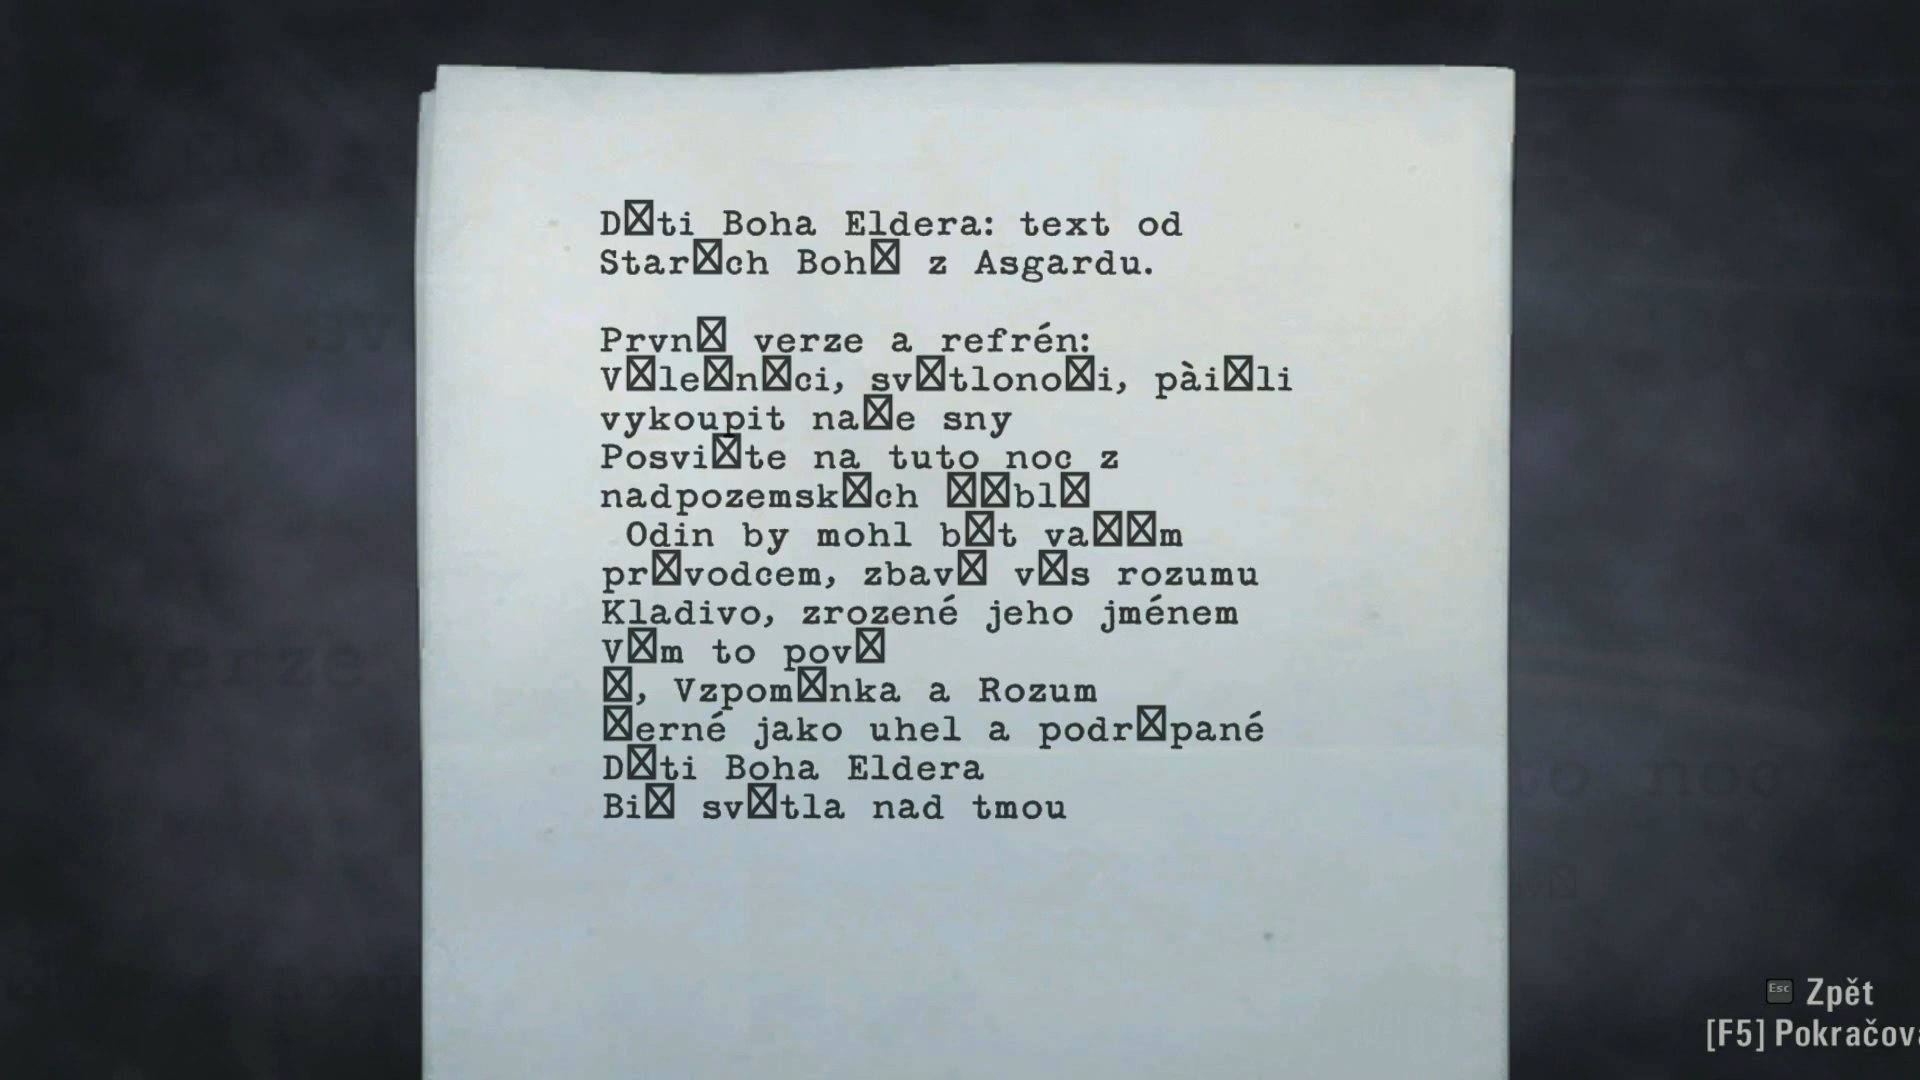 D☒ti Boha Eldera: text od
Star☒ch Boh☒ z Asgardu.
Prvn☒ verze a refrén:
V☒le☒n☒ci, sv☒tlono☒i, pài☒li
vykoupit na☒e sny
Posvi☒te na tuto noc z
nadpozemsk☒ch ☒☒bl☒
Odin by mohl b☒t va☒☒m
pr☒vodcem, zbav☒ v☒s rozumu
Kladivo, zrozené jeho jménem
V☒m to pov☒
☒, Vzpom☒nka a Rozum
☒erné jako uhel a podr☒pané
D☒ti Boha Eldera
Bi☒ sv☒tla nad tmou
Esc Zpět
[F5] Pokračova